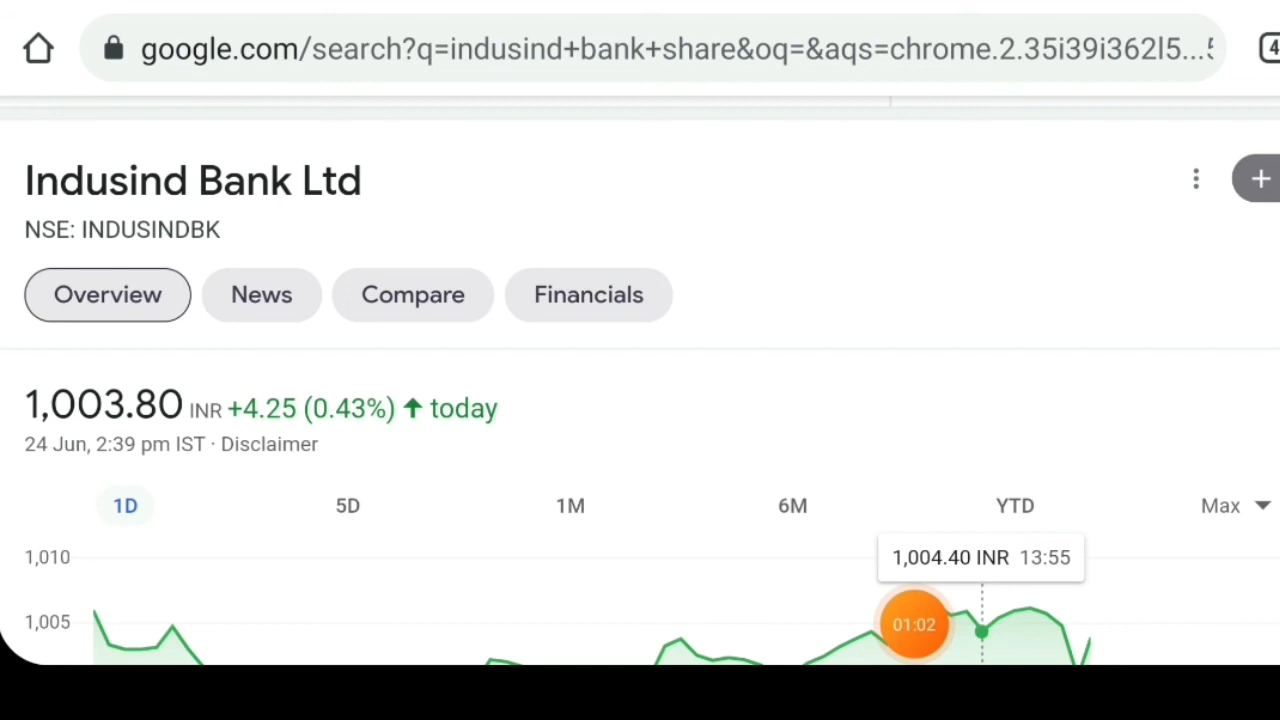 google.com/search?q=indusind+bank+share&oq=&aqs=chrome.2.35i39i362l5...5
4
Indusind Bank Ltd
NSE: INDUSINDBK
Overview News Compare Financials
1,003.80 INR +4.25 (0.43%) ↑ today
24 Jun, 2:39 pm IST · Disclaimer
1D 5D 1M 6M YTD Max
1,010
1,004.40 INR 13:55
1,005
01:02